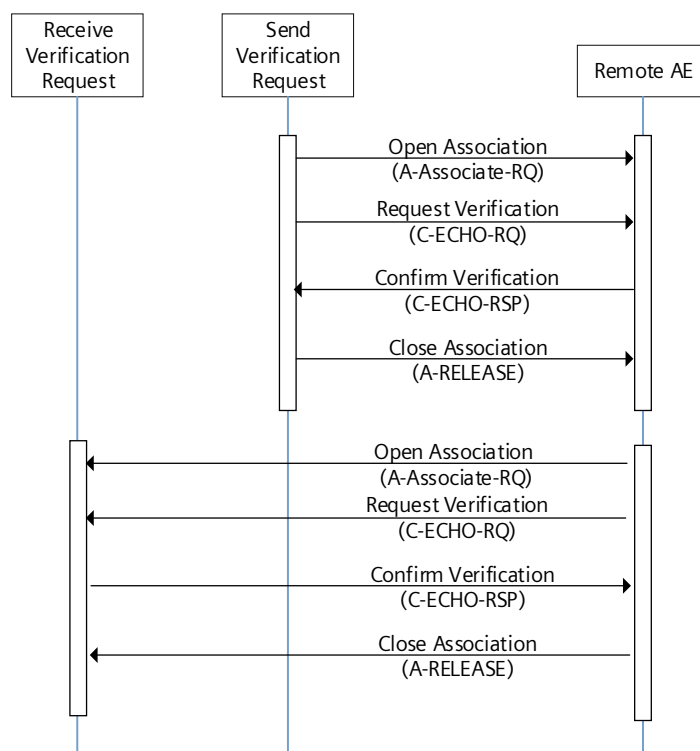 Receive
Verification
Request
Send
Verification
Request
Remote AE
Open Association
(A-Associate-RQ)
Request Verification
(C-ECHO-RQ)
Confirm Verification
(C-ECHO-RSP)
Close Association
(A-RELEASE)
Open Association
(A-Associate-RQ)
Request Verification
(C-ECHO-RQ)
Confirm Verification
(C-ECHO-RSP)
Close Association
(A-RELEASE)